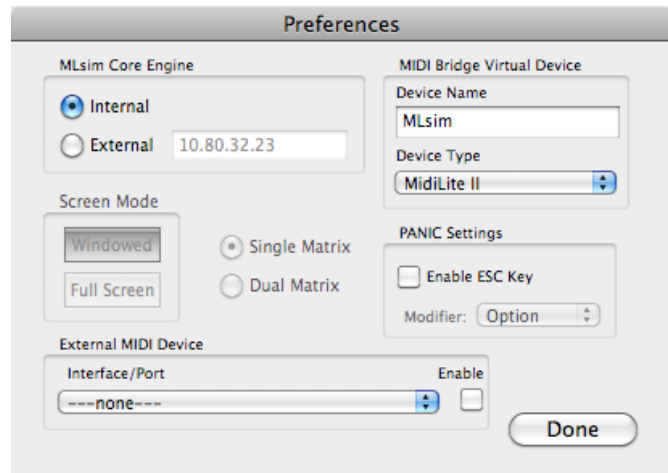 Preferences
MLsim Core Engine
Internal
External 10.80.32.23
MIDI Bridge Virtual Device
Device Name
MLsim
Device Type
MidiLite II
Screen Mode
Windowed
Full Screen
Single Matrix
Dual Matrix
PANIC Settings
Enable ESC Key
Modifier: Option
External MIDI Device
Interface/Port Enable
---none---
Done